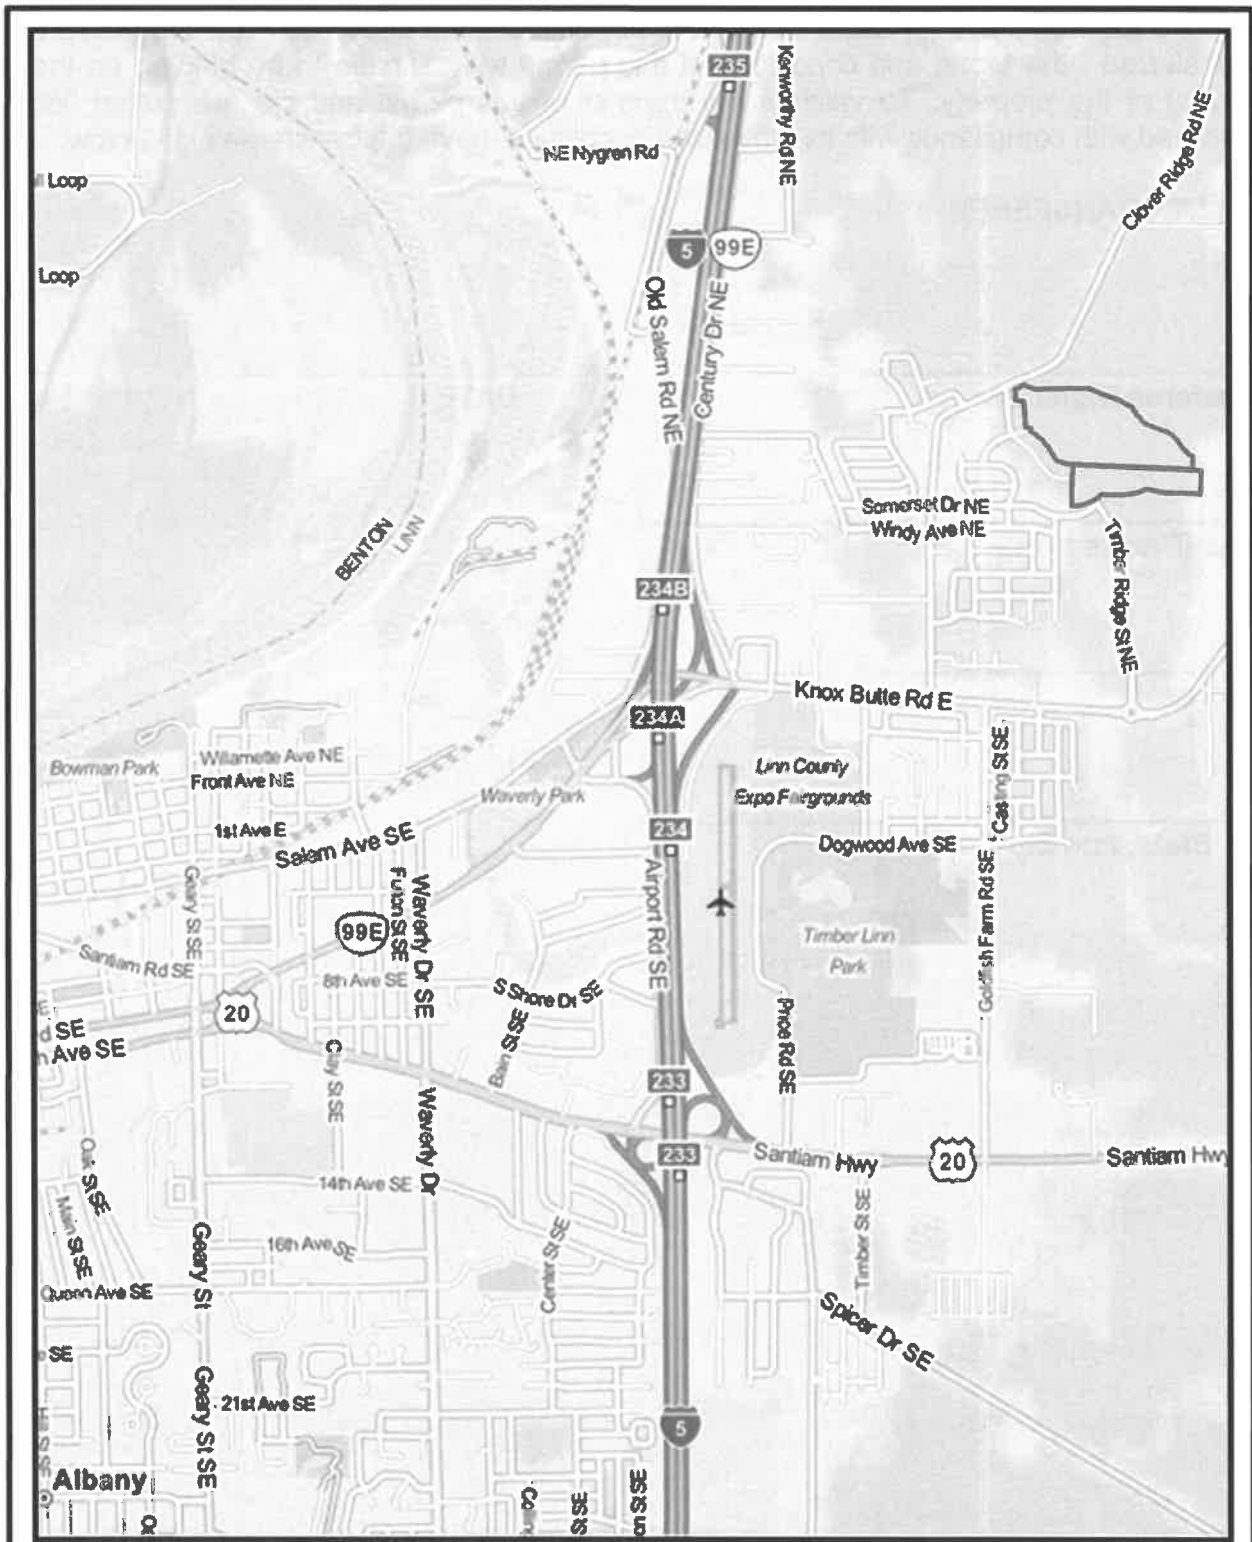 235
Kenworthy Rd NE
NE Nygren Rd
Clover Ridge Rd NE
Loop
5
99E
Loop
Old Salem Rd NE
Century Dr NE
Somerset Dr NE
Windy Ave NE
BENTON
LINN
Timber Ridge St NE
234B
Knox Butte Rd E
234A
Willamette Ave NE
Bowman Park
Front Ave NE
Linn County
Expo Fairgrounds
Waverly Park
1st Ave E
Salem Ave SE
234
Dogwood Ave SE
Geary St SE
Waverly Dr SE
Airport Rd SE
Goldfish Farm Rd SE
99E
Timber Linn
Park
Santiam Rd SE
8th Ave SE
S Shore Dr SE
20
SE
Ave SE
Bain St SE
Price Rd SE
Clay St SE
233
Waverly Dr
233
Santiam Hwy
20
Santiam Hwy
Oak St SE
14th Ave SE
Main St SE
Timber St SE
Geary St
16th Ave SE
Center St SE
Queen Ave SE
Spicer Dr SE
SE
Geary St SE
21st Ave SE
5
Hill St SE
Albany